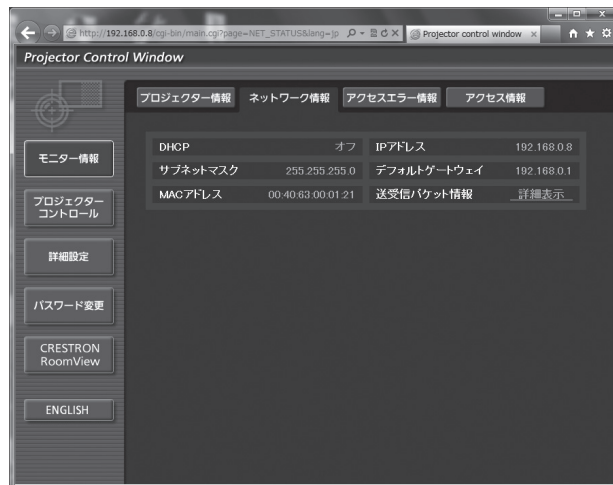 http://192.168.0.8/cgi-bin/main.cgi?page=NET_STATUS&lang=jp
Projector control window
Projector Control Window
プロジェクター情報 ネットワーク情報 アクセスエラー情報 アクセス情報
モニター情報
プロジェクター
コントロール
詳細設定
パスワード変更
CRESTRON
RoomView
ENGLISH
DHCP オフ IPアドレス 192.168.0.8
サブネットマスク 255.255.255.0 デフォルトゲートウェイ 192.168.0.1
MACアドレス 00:40:63:00:01:21 送受信パケット情報 詳細表示